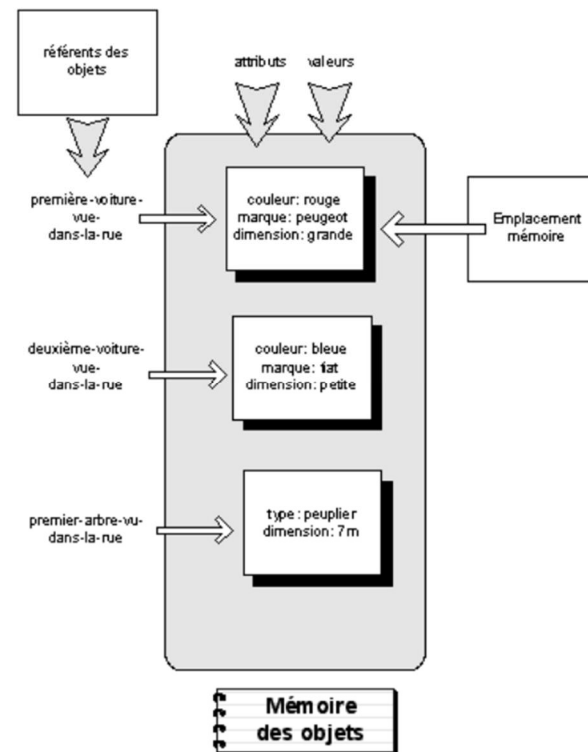 référents des
objets
attributs
valeurs
première-voiture-
vue-
dans-la-rue
couleur: rouge
marque: peugeot
dimension: grande
Emplacement
mémoire
deuxième-voiture-
vue-
dans-la-rue
couleur: bleue
marque: fiat
dimension: petite
premier-arbre-vu-
dans-la-rue
type: peuplier
dimension: 7m
Mémoire
des objets